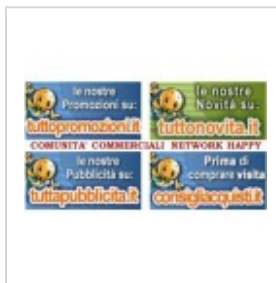 le nostre
Promozioni su:
tuttopromozioni.it
le nostre
Novità su:
tuttonovita.it
COMUNITA' COMMERCIALI NETWORK HAPPY
le nostre
Pubblicità su:
tuttapubblicita.it
Prima di
comprare visita
consigliacquisti.it